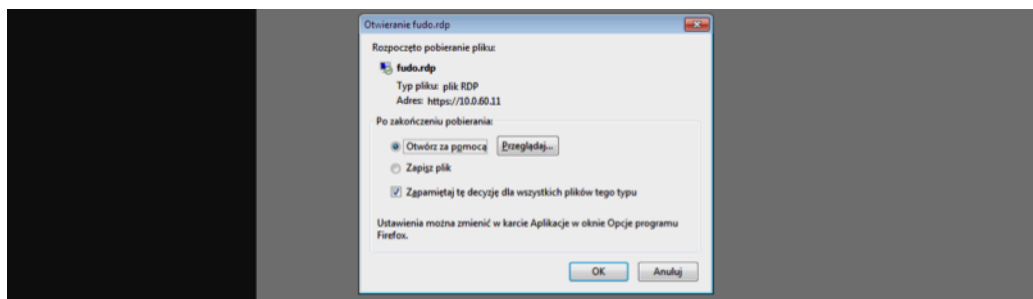 Otwieranie fudo.rdp
Rozpoczęto pobieranie pliku:
fudo.rdp
Typ pliku: plik RDP
Adres: https://10.0.60.11
Po zakończeniu pobierania:
Otwórz za pomocą Przeglądaj...
Zapisz plik
Zapamiętaj tę decyzję dla wszystkich plików tego typu
Ustawienia można zmienić w karcie Aplikacje w oknie Opcje programu
Firefox.
OK Anuluj